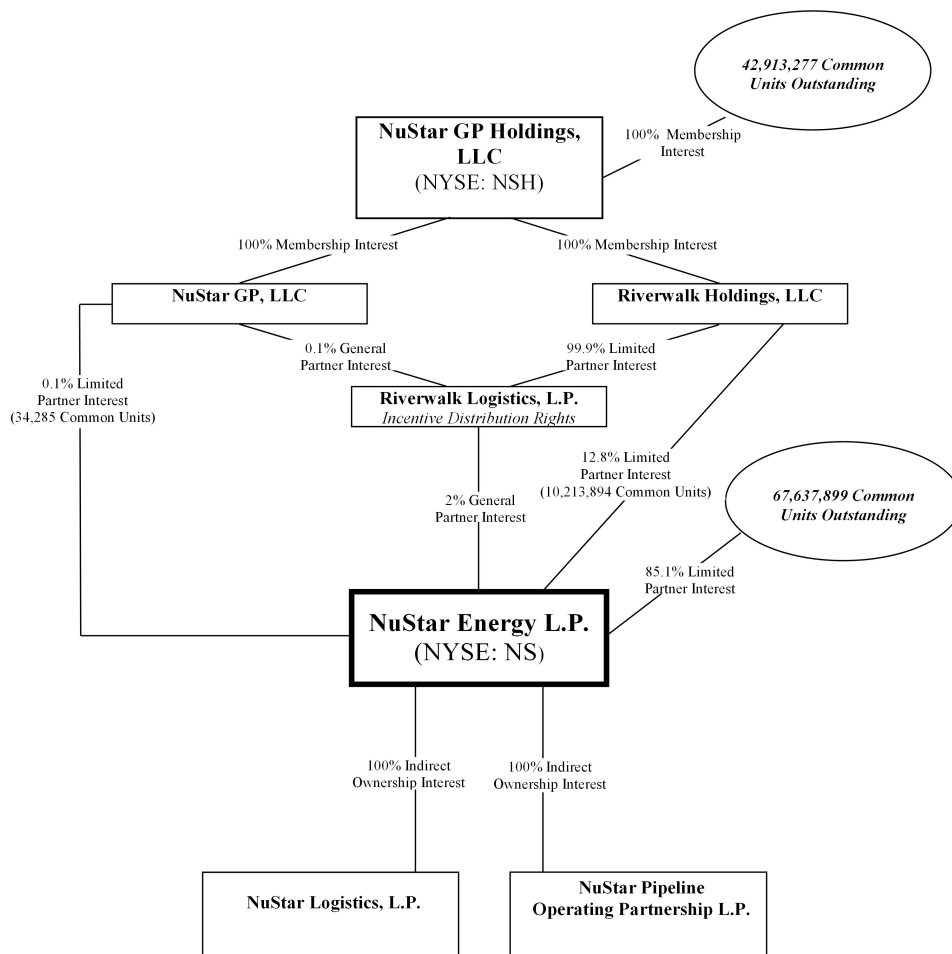 42,913,277 Common
Units Outstanding
NuStar GP Holdings,
LLC
(NYSE: NSH)
100% Membership
Interest
100% Membership Interest
100% Membership Interest
NuStar GP, LLC
Riverwalk Holdings, LLC
0.1% General
Partner Interest
99.9% Limited
Partner Interest
0.1% Limited
Partner Interest
(34,285 Common Units)
Riverwalk Logistics, L.P.
Incentive Distribution Rights
12.8% Limited
Partner Interest
(10,213,894 Common Units)
2% General
Partner Interest
67,637,899 Common
Units Outstanding
85.1% Limited
Partner Interest
NuStar Energy L.P.
(NYSE: NS)
100% Indirect
Ownership Interest
100% Indirect
Ownership Interest
NuStar Logistics, L.P.
NuStar Pipeline
Operating Partnership L.P.